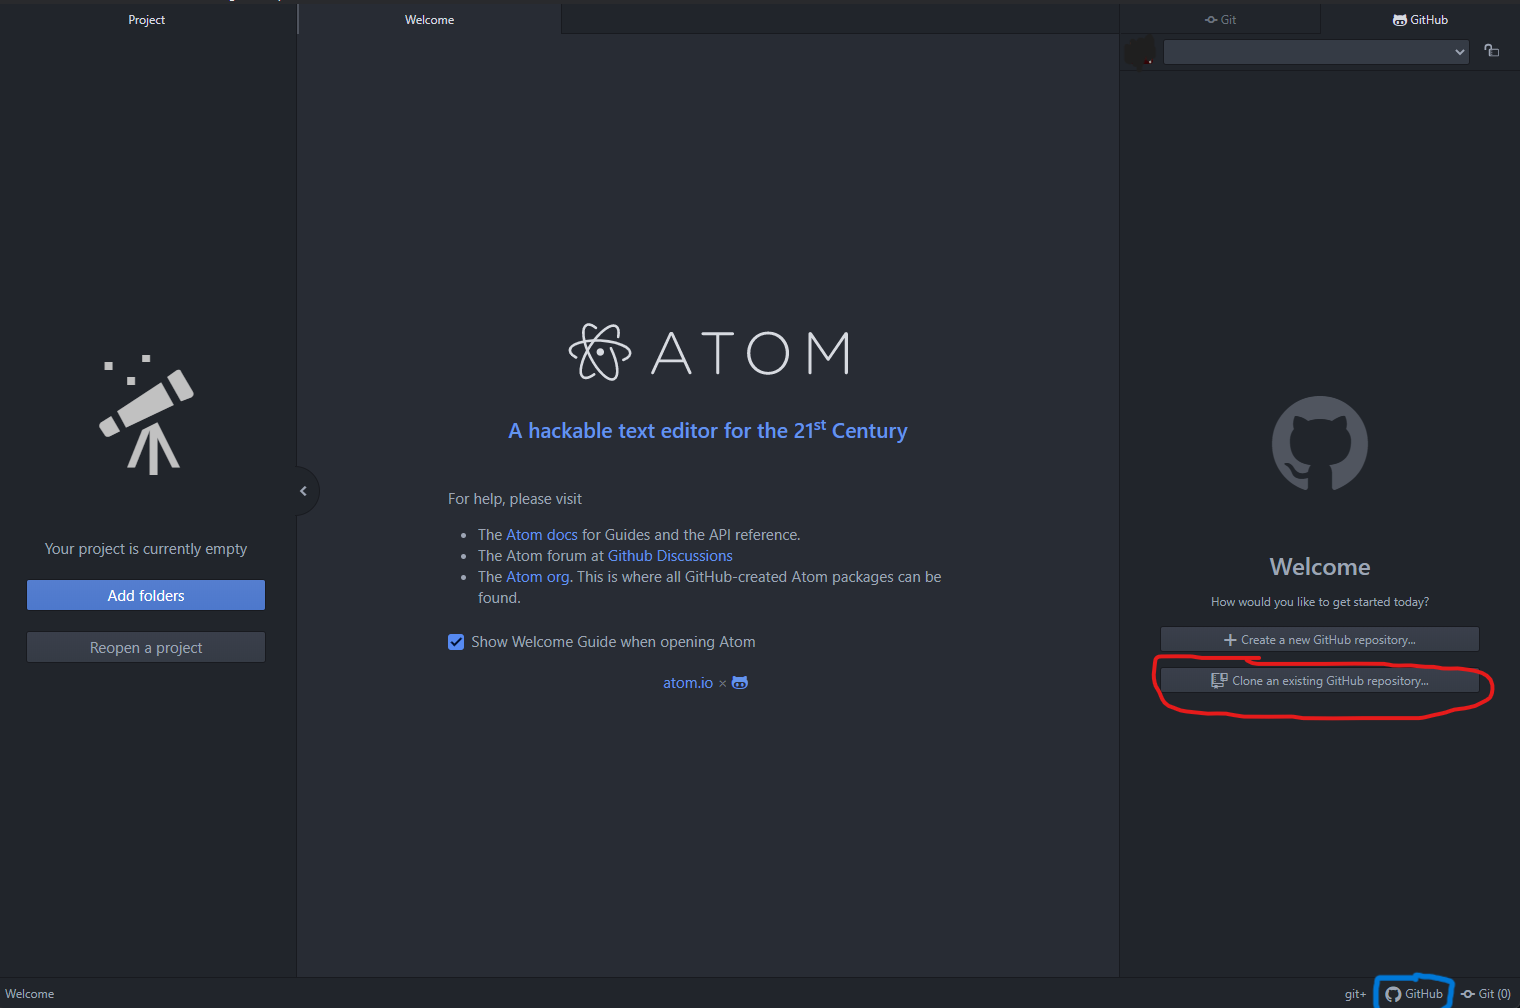 Project
Welcome
Git
GitHub
ATOM
A hackable text editor for the 21st Century
For help, please visit
The Atom docs for Guides and the API reference.
The Atom forum at Github Discussions
The Atom org. This is where all GitHub-created Atom packages can be
found.
Show Welcome Guide when opening Atom
atom.io ×
Your project is currently empty
Add folders
Reopen a project
Welcome
How would you like to get started today?
Create a new GitHub repository...
Clone an existing GitHub repository...
Welcome
git+
GitHub
Git (0)